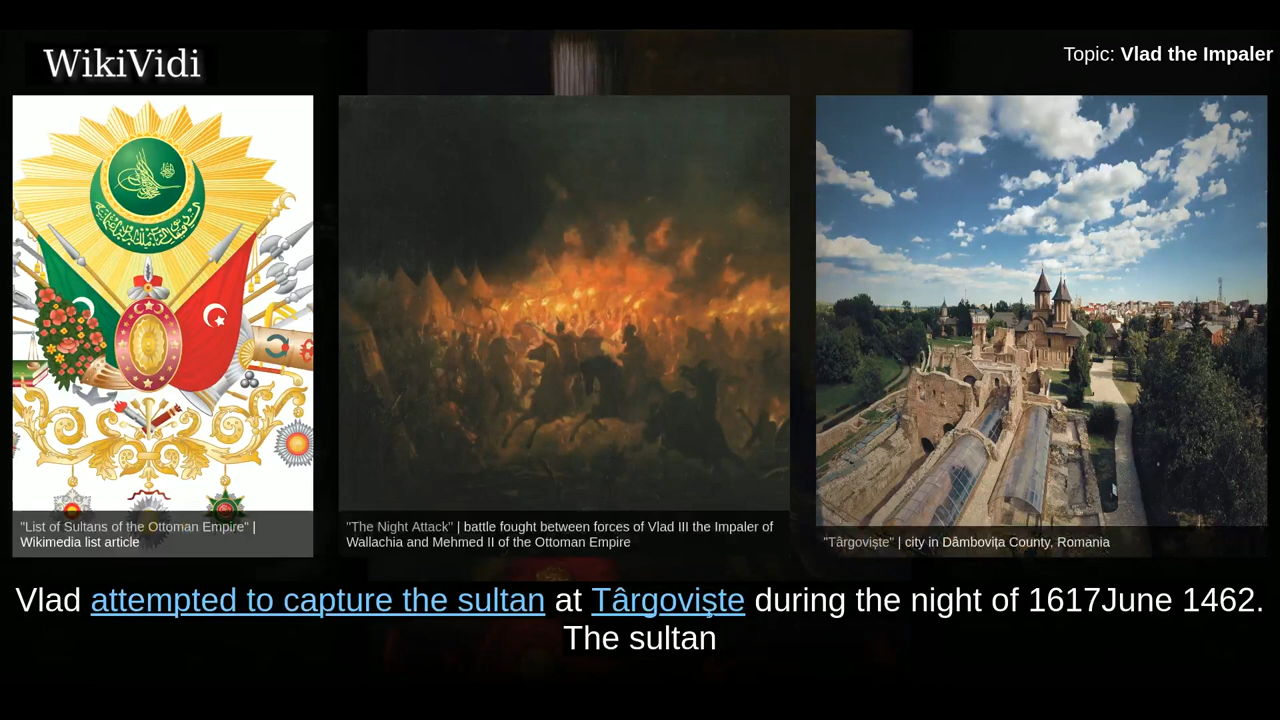 WikiVidi
Topic: Vlad the Impaler
"List of Sultans of the Ottoman Empire" |
Wikimedia list article
"The Night Attack" | battle fought between forces of Vlad III the Impaler of
Wallachia and Mehmed II of the Ottoman Empire
"Târgoviște" | city in Dâmbovița County, Romania
Vlad attempted to capture the sultan at Târgovişte during the night of 1617June 1462.
The sultan